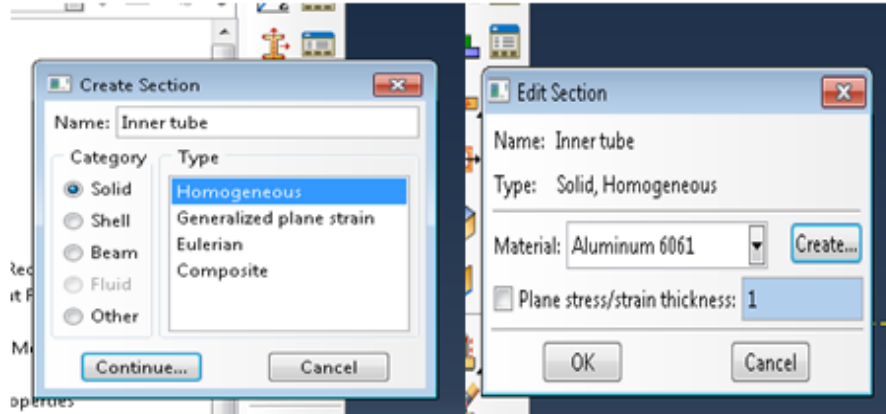 Create Section
Name: Inner tube
Category Type
Solid
Shell
Beam
Fluid
Other
Homogeneous
Generalized plane strain
Eulerian
Composite
Continue... Cancel
Edit Section
Name: Inner tube
Type: Solid, Homogeneous
Material: Aluminum 6061 Create...
Plane stress/strain thickness: 1
OK Cancel